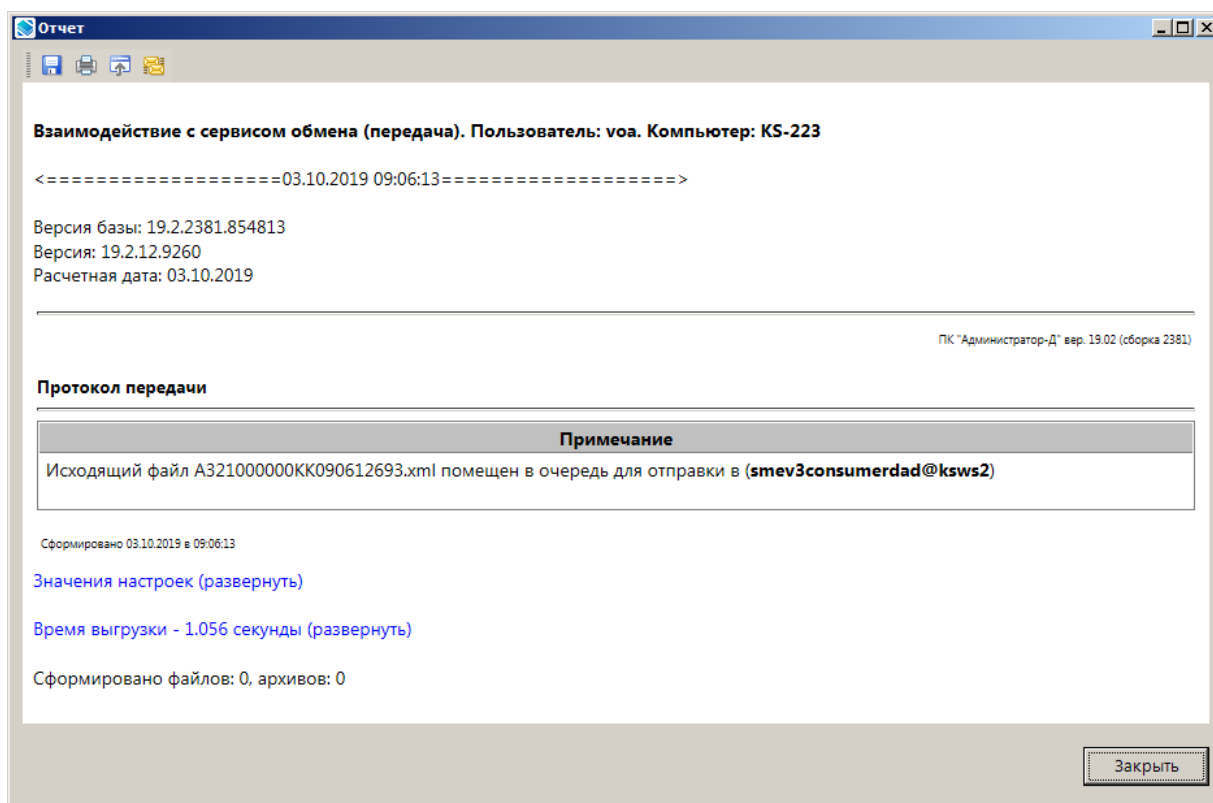 Отчет
Взаимодействие с сервисом обмена (передача). Пользователь: voa. Компьютер: KS-223
<===================03.10.2019 09:06:13===================>
Версия базы: 19.2.2381.854813
Версия: 19.2.12.9260
Расчетная дата: 03.10.2019
ПК "Администратор-Д" вер. 19.02 (сборка 2381)
Протокол передачи
Примечание
Исходящий файл A321000000KK090612693.xml помещен в очередь для отправки в (smev3consumerdad@ksws2)
Сформировано 03.10.2019 в 09:06:13
Значения настроек (развернуть)
Время выгрузки - 1.056 секунды (развернуть)
Сформировано файлов: 0, архивов: 0
Закрыть